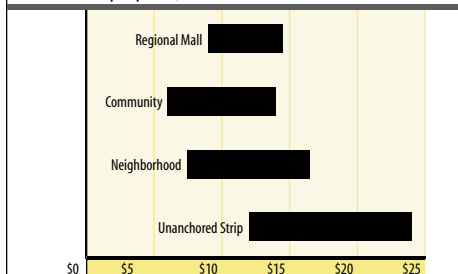 Regional Mall
Community
Neighborhood
Unanchored Strip
$0 $5 $10 $15 $20 $25